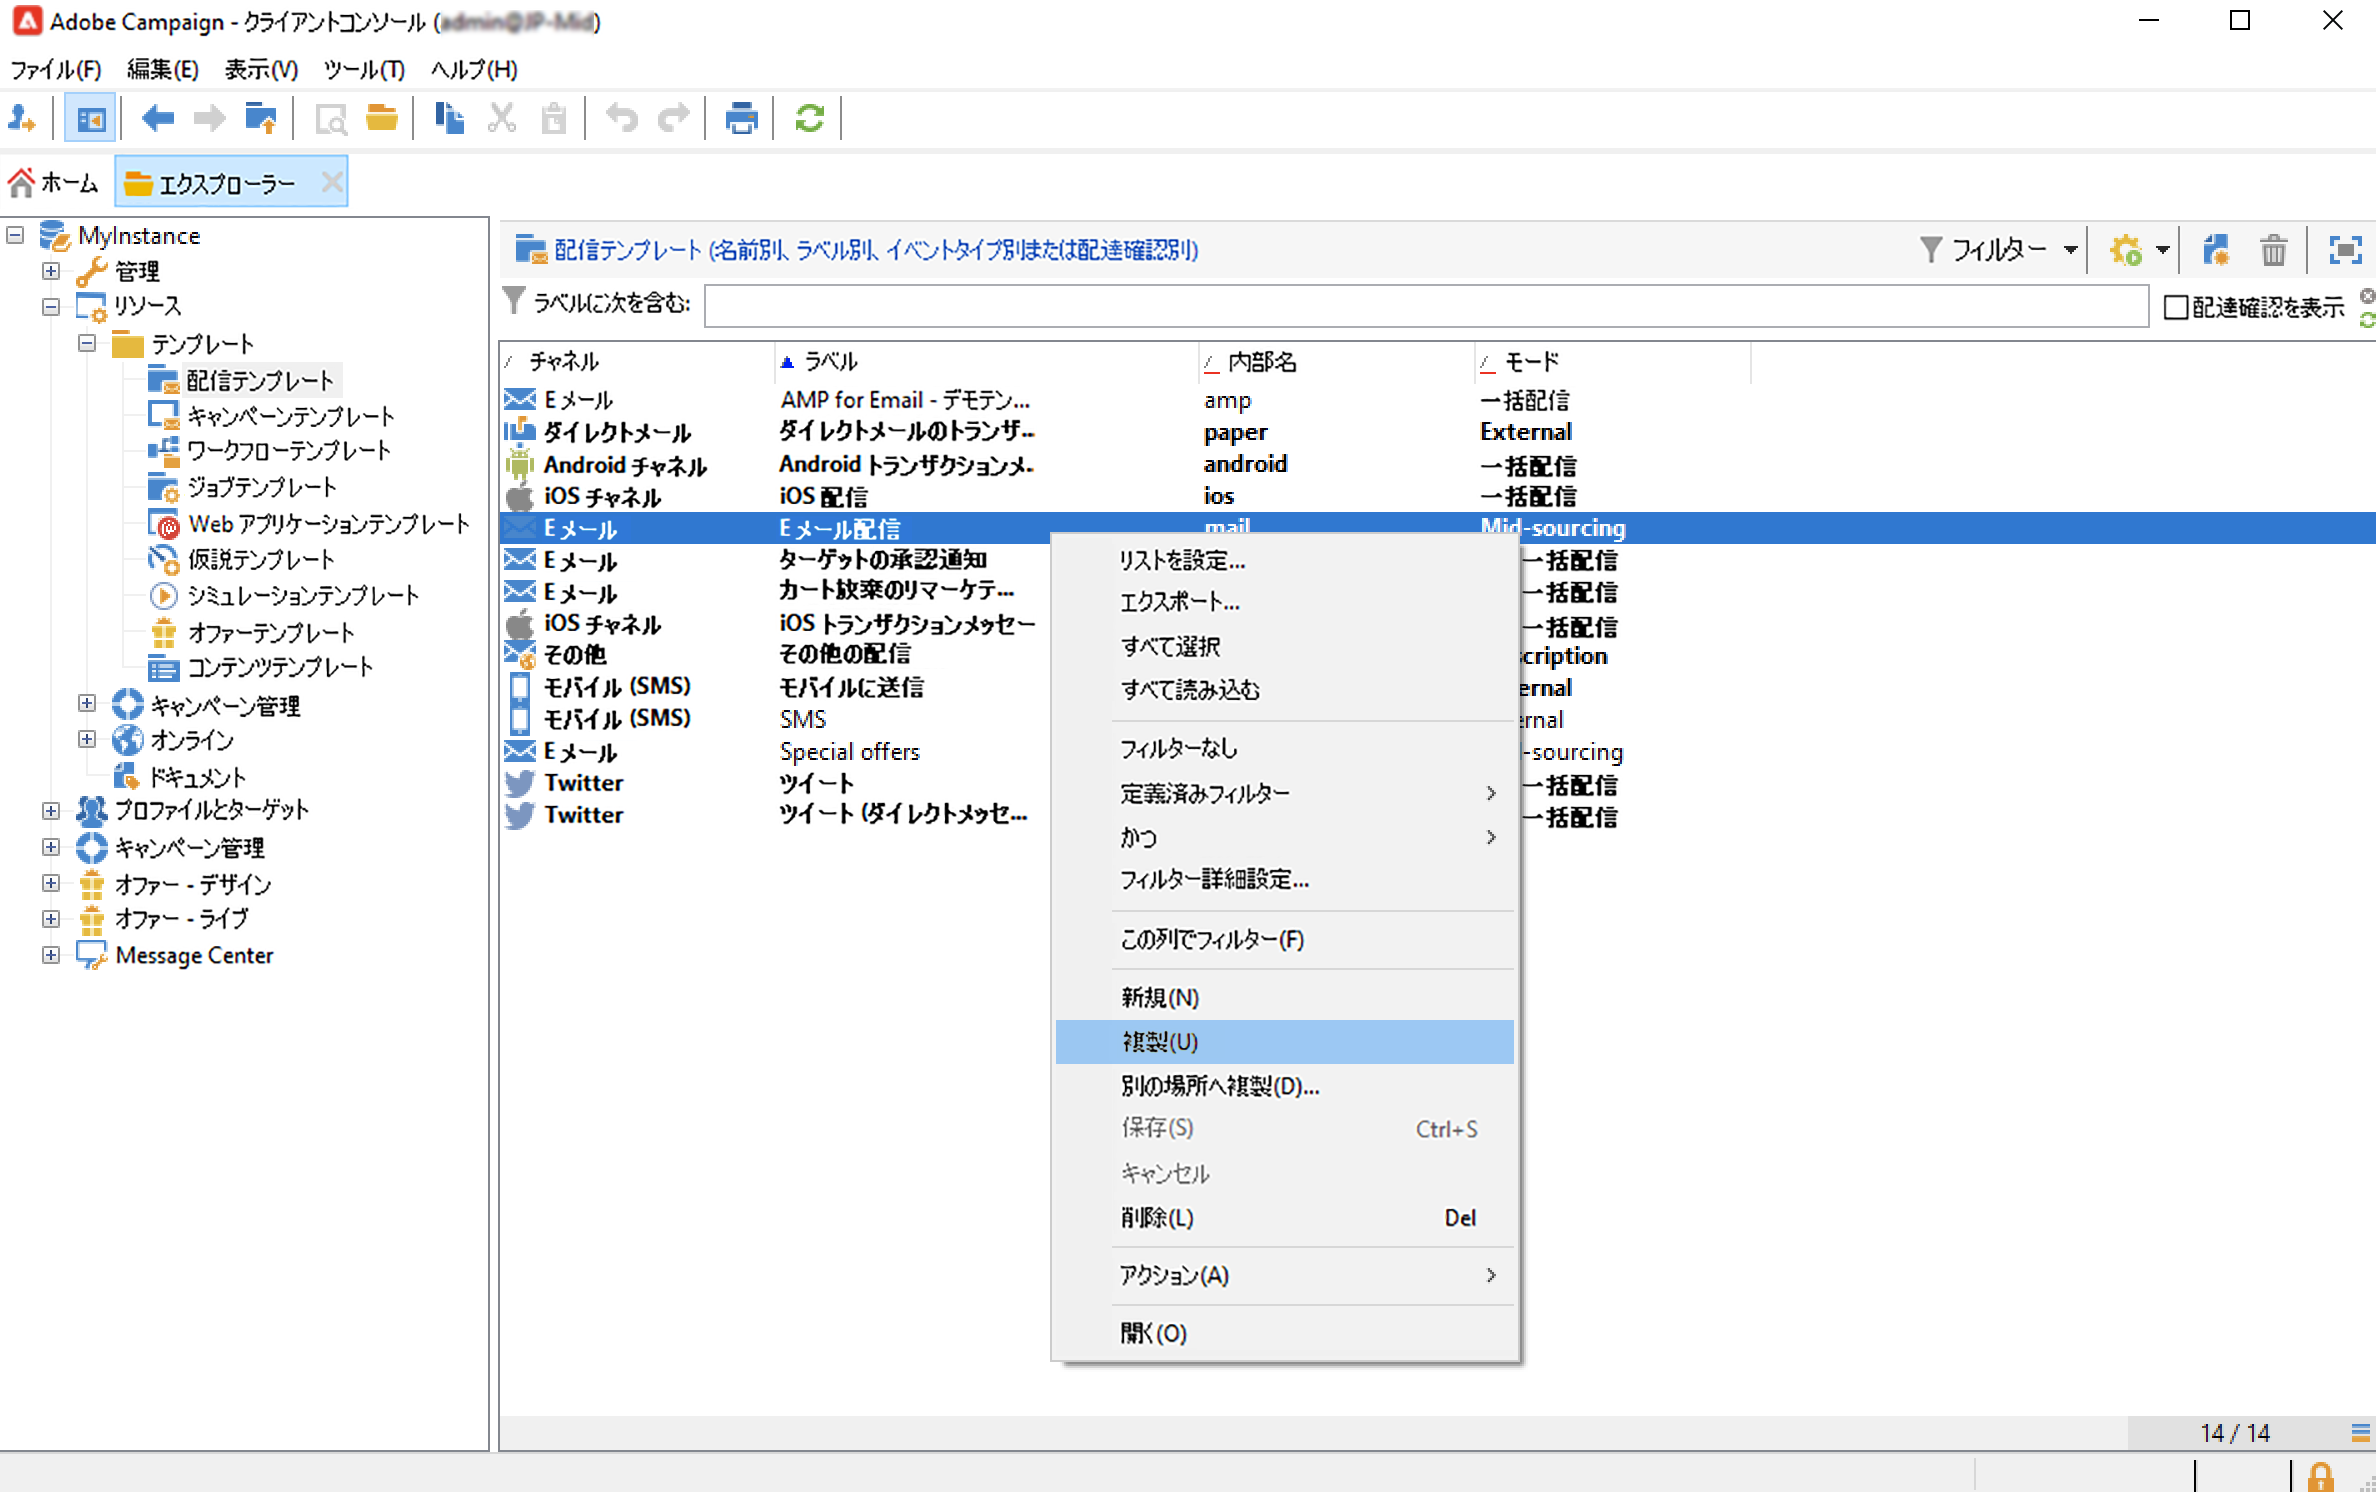 Adobe Campaign - クライアントコンソール ()
ファイル(F) 編集(E) 表示(V) ツール(T) ヘルプ(H)
ホーム エクスプローラー
MyInstance
管理
リソース
テンプレート
配信テンプレート
キャンペーンテンプレート
ワークフローテンプレート
ジョブテンプレート
Web アプリケーションテンプレート
仮説テンプレート
シミュレーションテンプレート
オファーテンプレート
コンテンツテンプレート
キャンペーン管理
オンライン
ドキュメント
プロファイルとターゲット
キャンペーン管理
オファー - デザイン
オファー - ライブ
Message Center
配信テンプレート (名前別、ラベル別、イベントタイプ別または配達確認別) フィルター
ラベルに次を含む: 配達確認を表示
チャネル ラベル 内部名 モード
Eメール AMP for Email - デモテン... amp 一括配信
ダイレクトメール ダイレクトメールのトランザ... paper External
Android チャネル Android トランザクションメ... android 一括配信
iOS チャネル iOS 配信 ios 一括配信
Eメール Eメール配信 mail Mid-sourcing
Eメール ターゲットの承認通知 一括配信
Eメール カート放棄のリマーケテ... 一括配信
iOS チャネル iOS トランザクションメッセー 一括配信
その他 その他の配信 scription
モバイル (SMS) モバイルに送信 ernal
モバイル (SMS) SMS ernal
Eメール Special offers -sourcing
Twitter ツイート 一括配信
Twitter ツイート (ダイレクトメッセ... 一括配信
リストを設定...
エクスポート...
すべて選択
すべて読み込む
フィルターなし
定義済みフィルター
かつ
フィルター詳細設定...
この列でフィルター(F)
新規(N)
複製(U)
別の場所へ複製(D)...
保存(S) Ctrl+S
キャンセル
削除(L) Del
アクション(A)
開く(O)
14 / 14